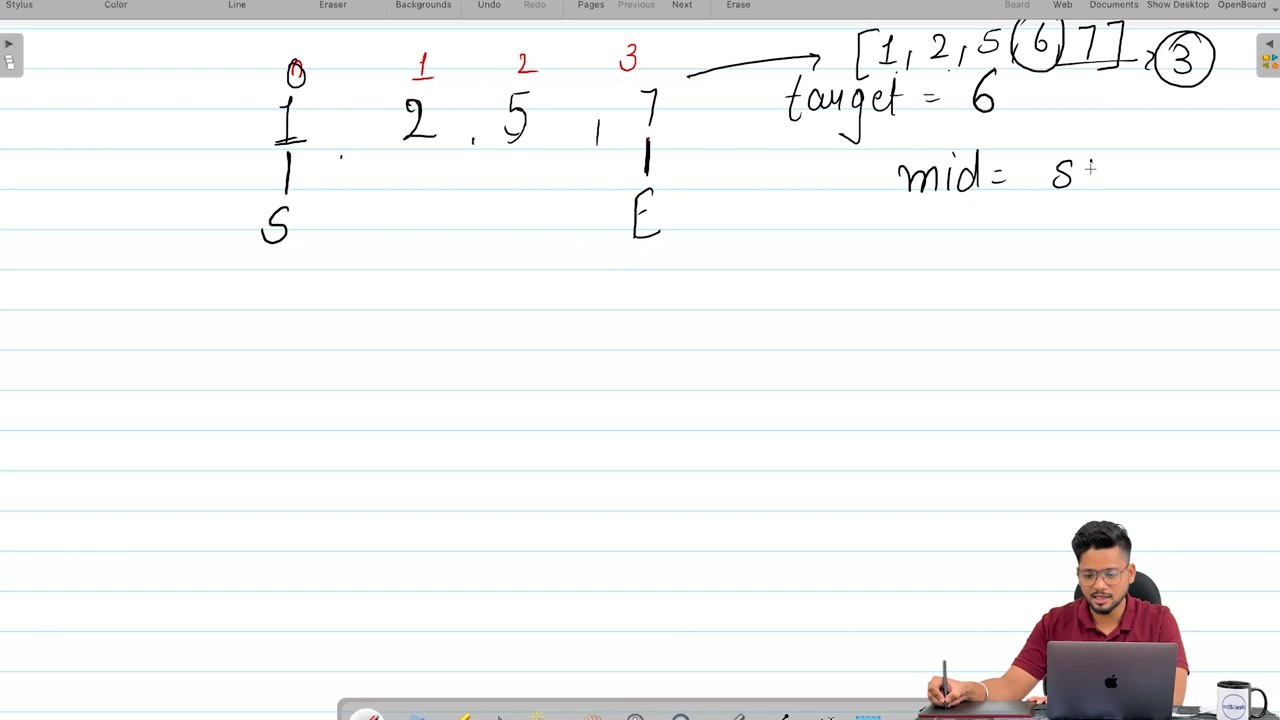 Stylus Color Line Eraser Backgrounds Undo Redo Pages Previous Next Erase Board Web Documents Show Desktop OpenBoard
0 1 2 3
1 2 , 5 , 7
[1, 2, 5, 6, 7] 3
target = 6
mid = S +
S E